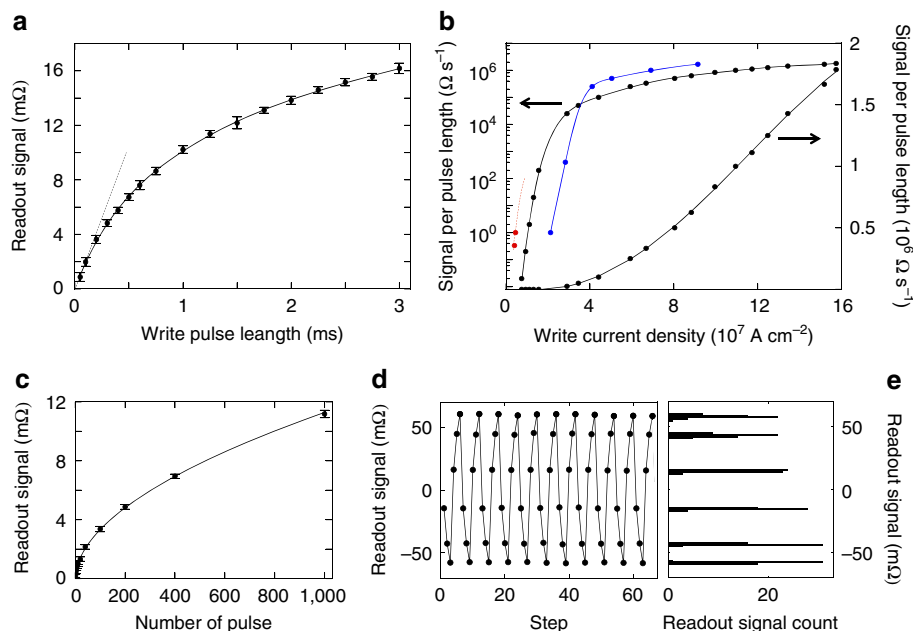 a
Readout signal (mΩ)
16
12
8
4
0
0 1 2 3
Write pulse leangth (ms)
b
Signal per pulse length (Ω s⁻¹)
10⁶
10⁴
10²
10⁰
0 4 8 12 16
Write current density (10⁷ A cm⁻²)
2
1.5
1
0.5
0
Signal per
pulse length (10⁶ Ω s⁻¹)
c
Readout signal (mΩ)
12
8
4
0
0 200 400 600 800 1,000
Number of pulse
d
Readout signal (mΩ)
50
0
−50
0 20 40 60
Step
e
0 20
Readout signal count
50
0
−50
Readout signal (mΩ)